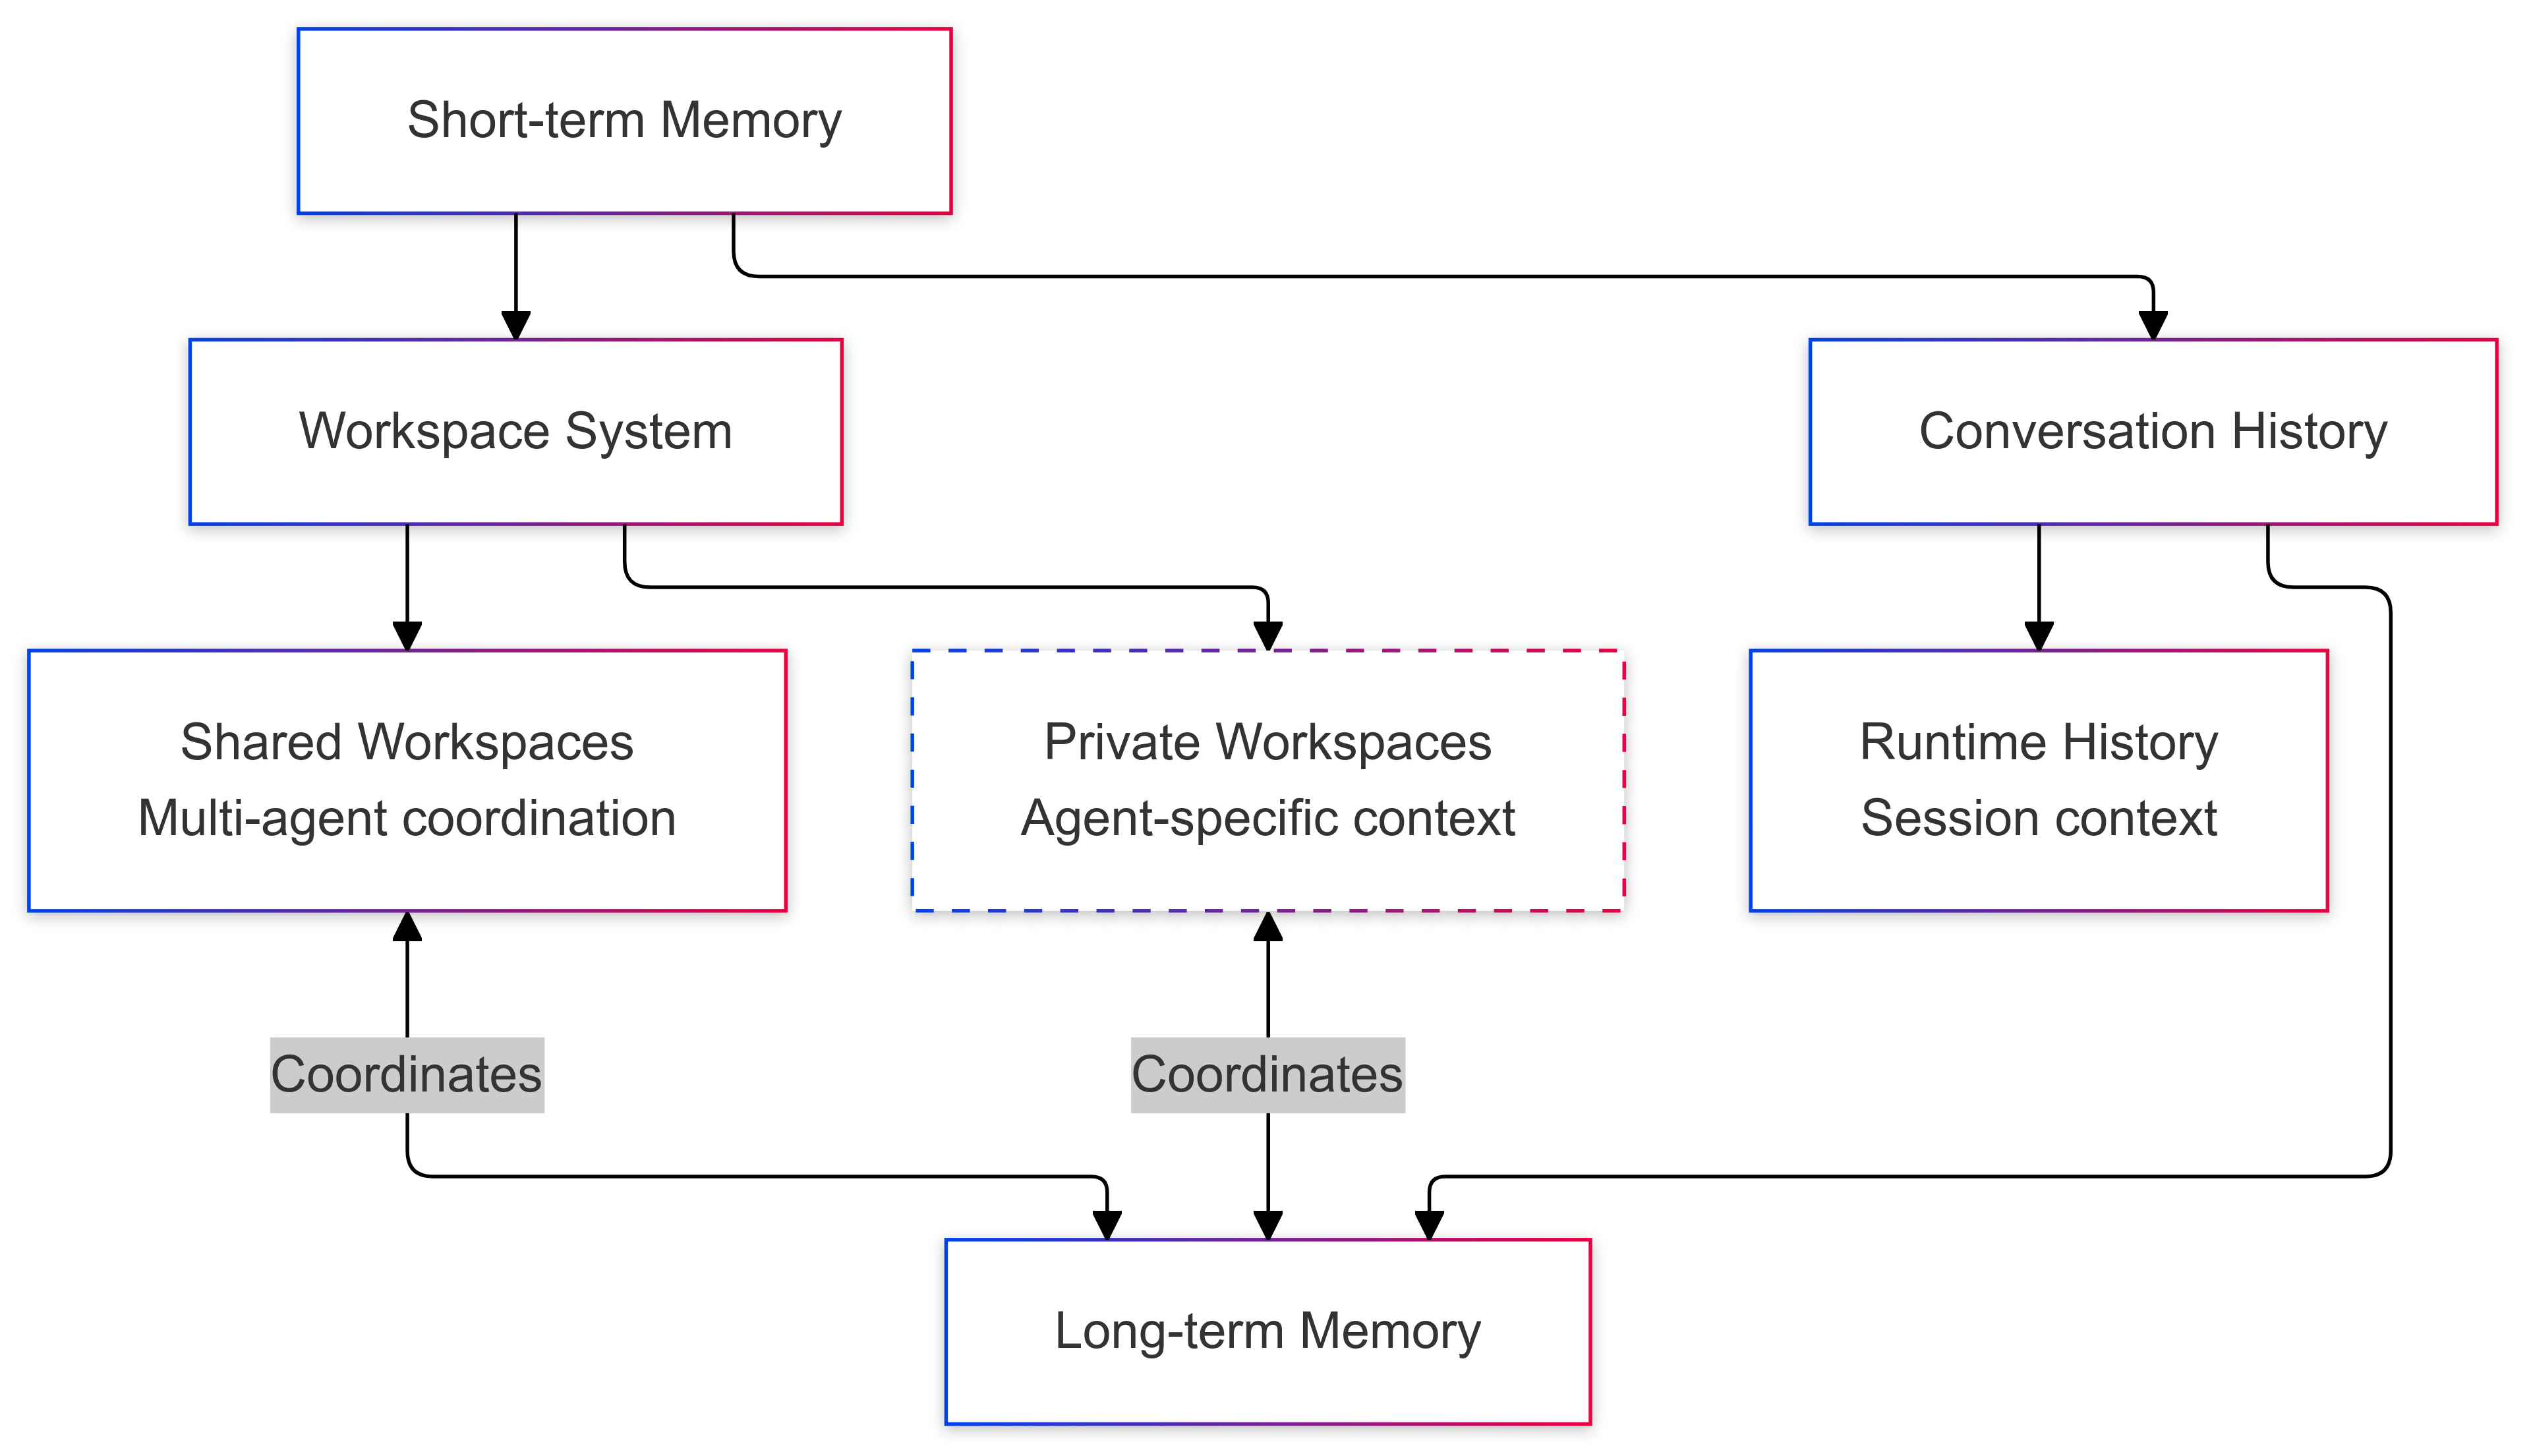 Short-term Memory
Workspace System
Conversation History
Shared Workspaces
Multi-agent coordination
Private Workspaces
Agent-specific context
Runtime History
Session context
Coordinates
Coordinates
Long-term Memory